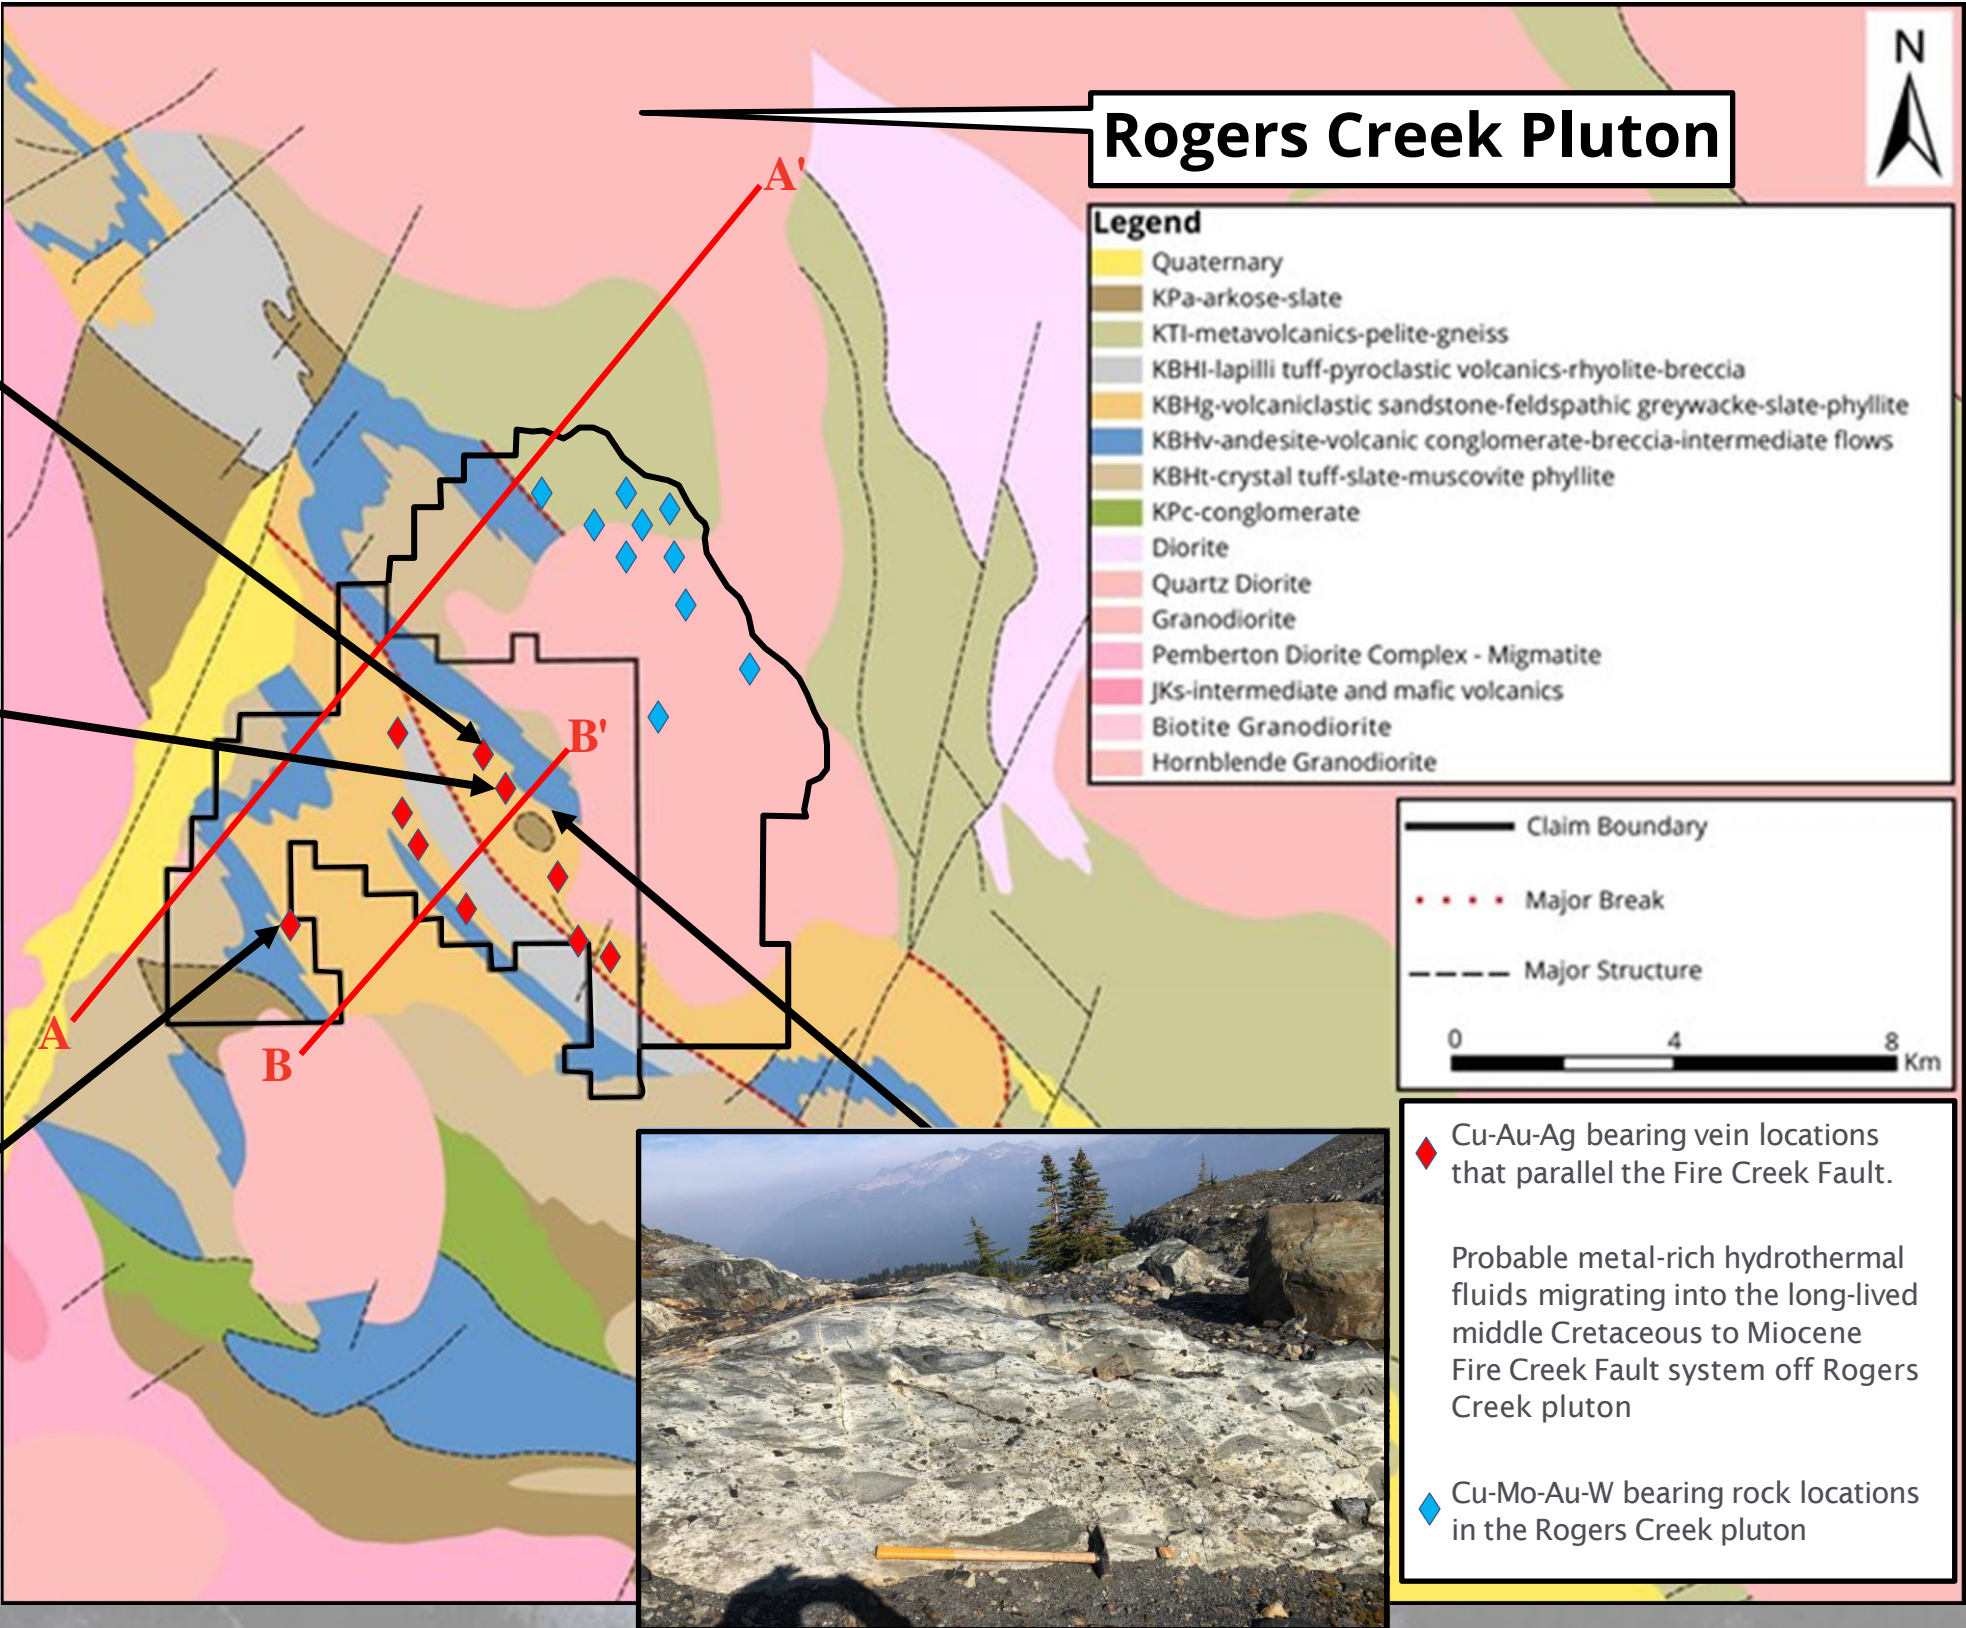 N
Rogers Creek Pluton
A'
Legend
Quaternary
KPa-arkose-slate
KTI-metavolcanics-pelite-gneiss
KBHI-lapilli tuff-pyroclastic volcanics-rhyolite-breccia
KBHg-volcaniclastic sandstone-feldspathic greywacke-slate-phyllite
KBHv-andesite-volcanic conglomerate-breccia-intermediate flows
KBHt-crystal tuff-slate-muscovite phyllite
KPc-conglomerate
Diorite
Quartz Diorite
Granodiorite
Pemberton Diorite Complex - Migmatite
JKs-intermediate and mafic volcanics
Biotite Granodiorite
Hornblende Granodiorite
B'
A
B
Claim Boundary
Major Break
Major Structure
0 4 8
Km
Cu-Au-Ag bearing vein locations
that parallel the Fire Creek Fault.
Probable metal-rich hydrothermal
fluids migrating into the long-lived
middle Cretaceous to Miocene
Fire Creek Fault system off Rogers
Creek pluton
Cu-Mo-Au-W bearing rock locations
in the Rogers Creek pluton